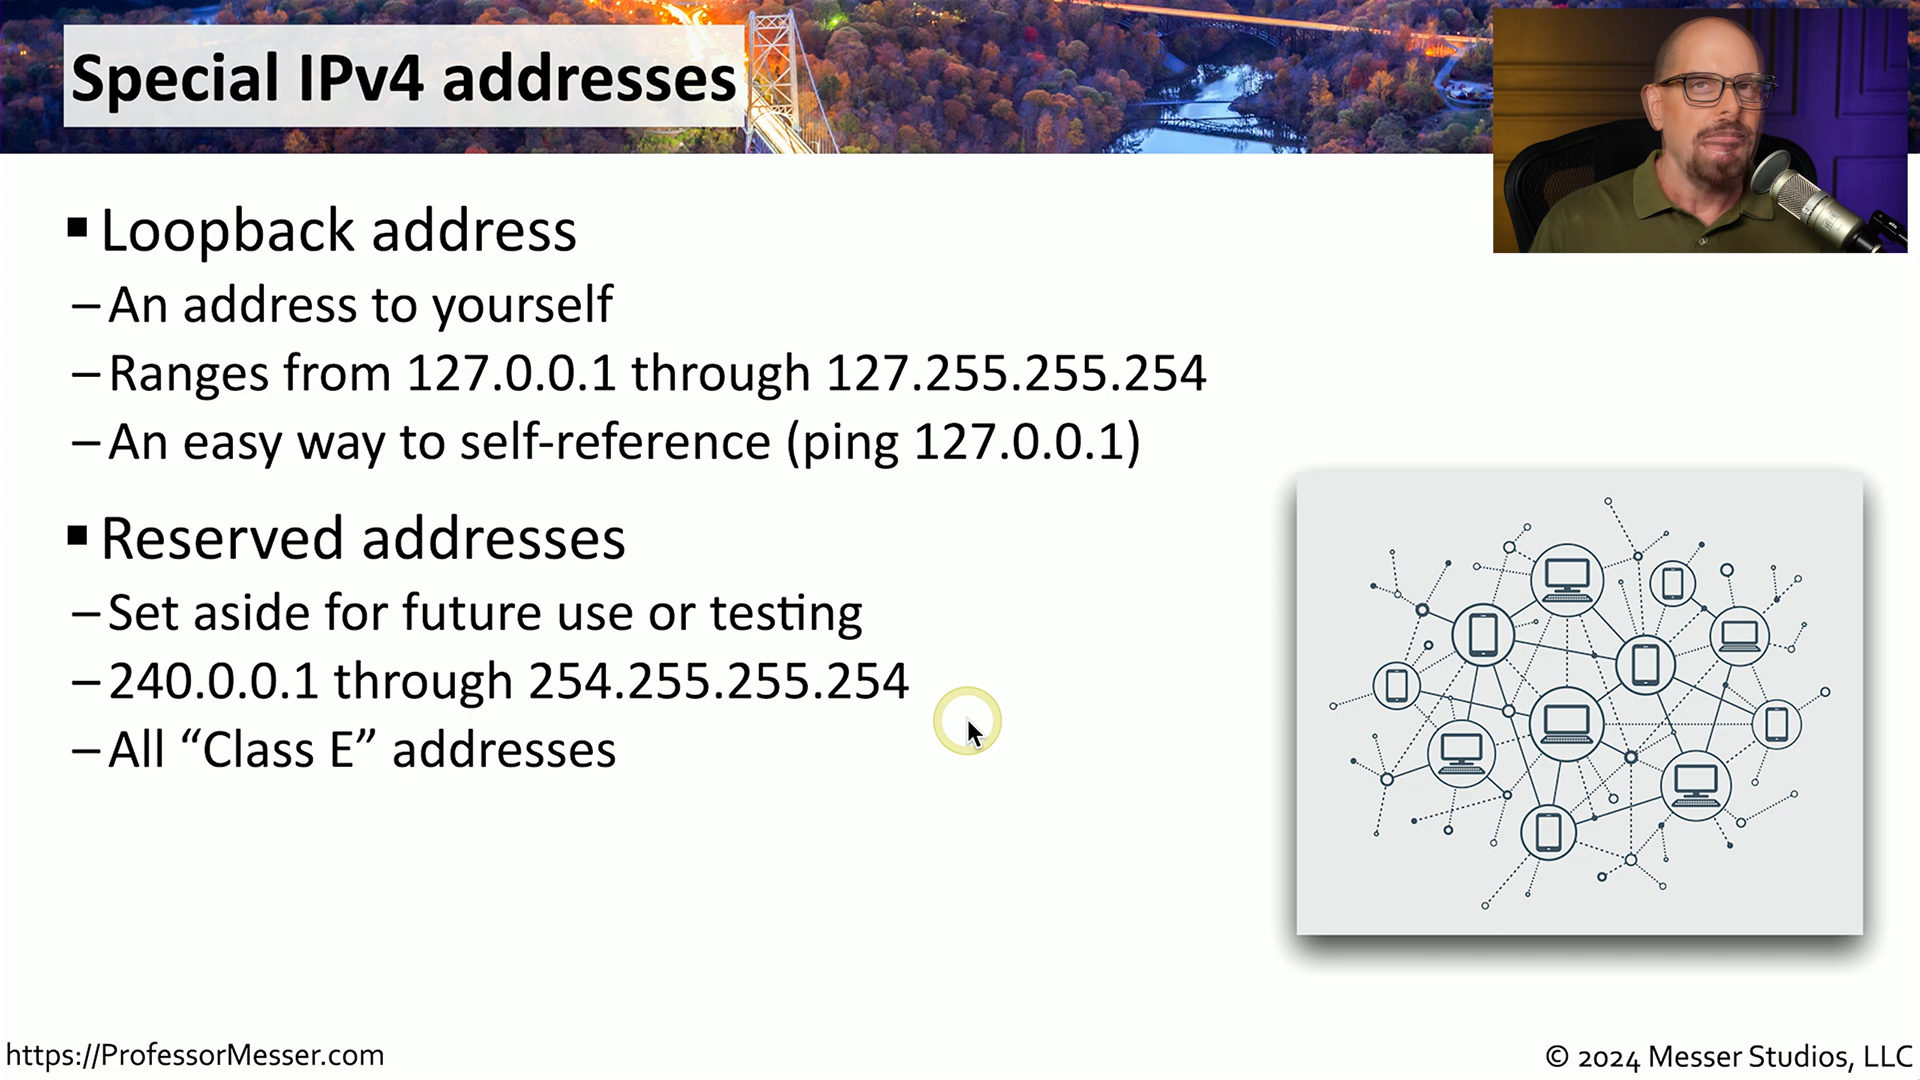 Special IPv4 addresses
▪ Loopback address
– An address to yourself
– Ranges from 127.0.0.1 through 127.255.255.254
– An easy way to self-reference (ping 127.0.0.1)
▪ Reserved addresses
– Set aside for future use or testing
– 240.0.0.1 through 254.255.255.254
– All “Class E” addresses
https://ProfessorMesser.com
© 2024 Messer Studios, LLC